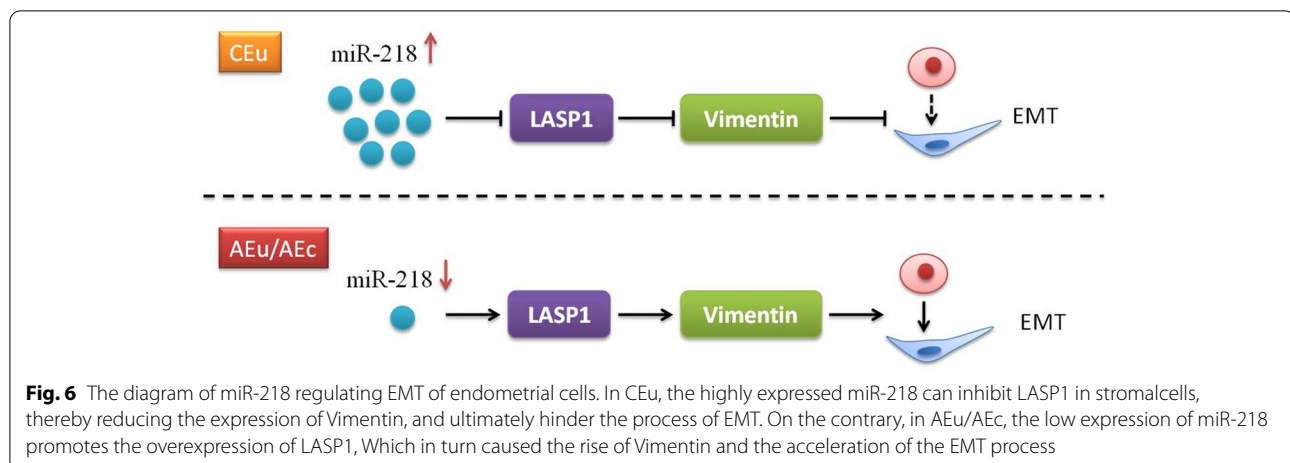 CEu
miR-218
LASP1
Vimentin
EMT
AEu/AEc
miR-218
LASP1
Vimentin
EMT
Fig. 6 The diagram of miR-218 regulating EMT of endometrial cells. In CEu, the highly expressed miR-218 can inhibit LASP1 in stromalcells,
thereby reducing the expression of Vimentin, and ultimately hinder the process of EMT. On the contrary, in AEu/AEc, the low expression of miR-218
promotes the overexpression of LASP1, Which in turn caused the rise of Vimentin and the acceleration of the EMT process